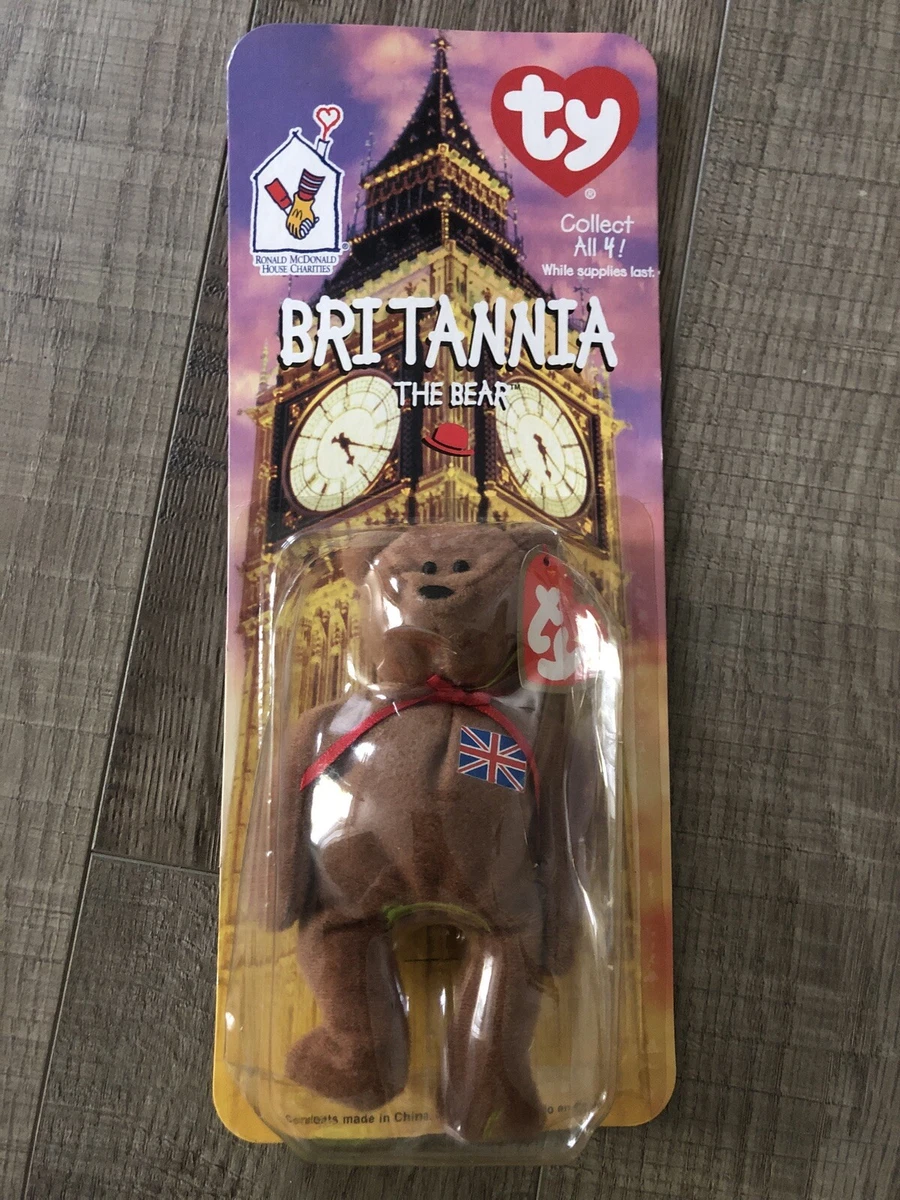 ty
®
Collect
All 4!
While supplies last.
RONALD MCDONALD
HOUSE CHARITIES
®
BRITANNIA
THE BEAR™
ty
made in China.